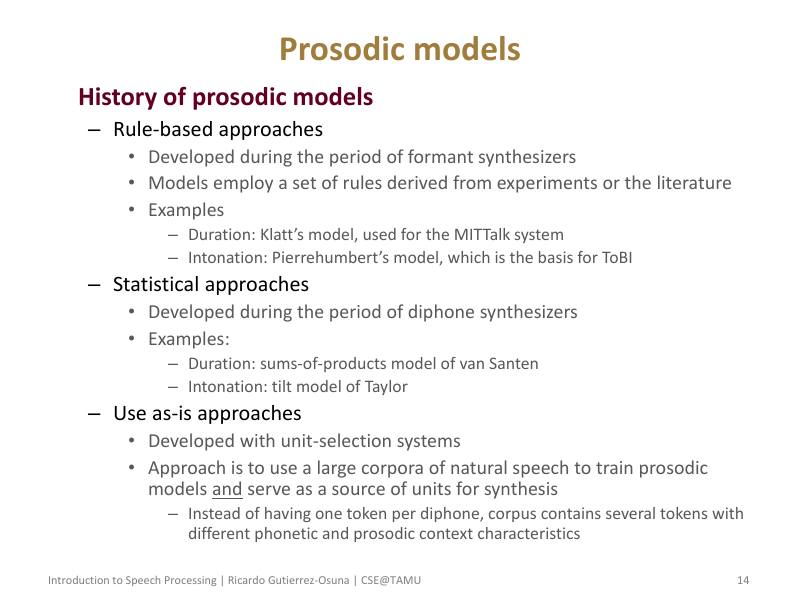 Prosodic models
History of prosodic models
– Rule-based approaches
• Developed during the period of formant synthesizers
• Models employ a set of rules derived from experiments or the literature
• Examples
– Duration: Klatt’s model, used for the MITTalk system
– Intonation: Pierrehumbert’s model, which is the basis for ToBI
– Statistical approaches
• Developed during the period of diphone synthesizers
• Examples:
– Duration: sums-of-products model of van Santen
– Intonation: tilt model of Taylor
– Use as-is approaches
• Developed with unit-selection systems
• Approach is to use a large corpora of natural speech to train prosodic
models and serve as a source of units for synthesis
– Instead of having one token per diphone, corpus contains several tokens with
different phonetic and prosodic context characteristics
Introduction to Speech Processing | Ricardo Gutierrez-Osuna | CSE@TAMU 14